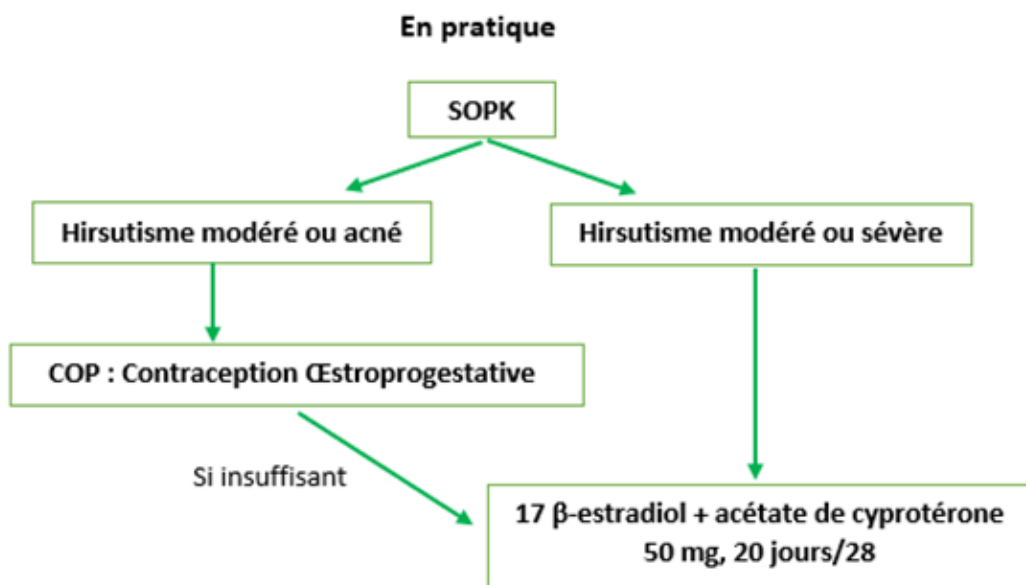 En pratique
SOPK
Hirsutisme modéré ou acné
Hirsutisme modéré ou sévère
COP : Contraception Œstroprogestative
Si insuffisant
17 β-estradiol + acétate de cyprotérone
50 mg, 20 jours/28